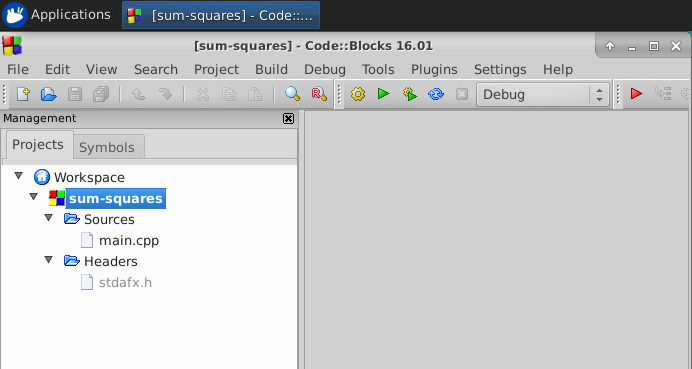 Applications
[sum-squares] - Code::...
[sum-squares] - Code::Blocks 16.01
File Edit View Search Project Build Debug Tools Plugins Settings Help
Debug
Management
Projects Symbols
Workspace
sum-squares
Sources
main.cpp
Headers
stdafx.h